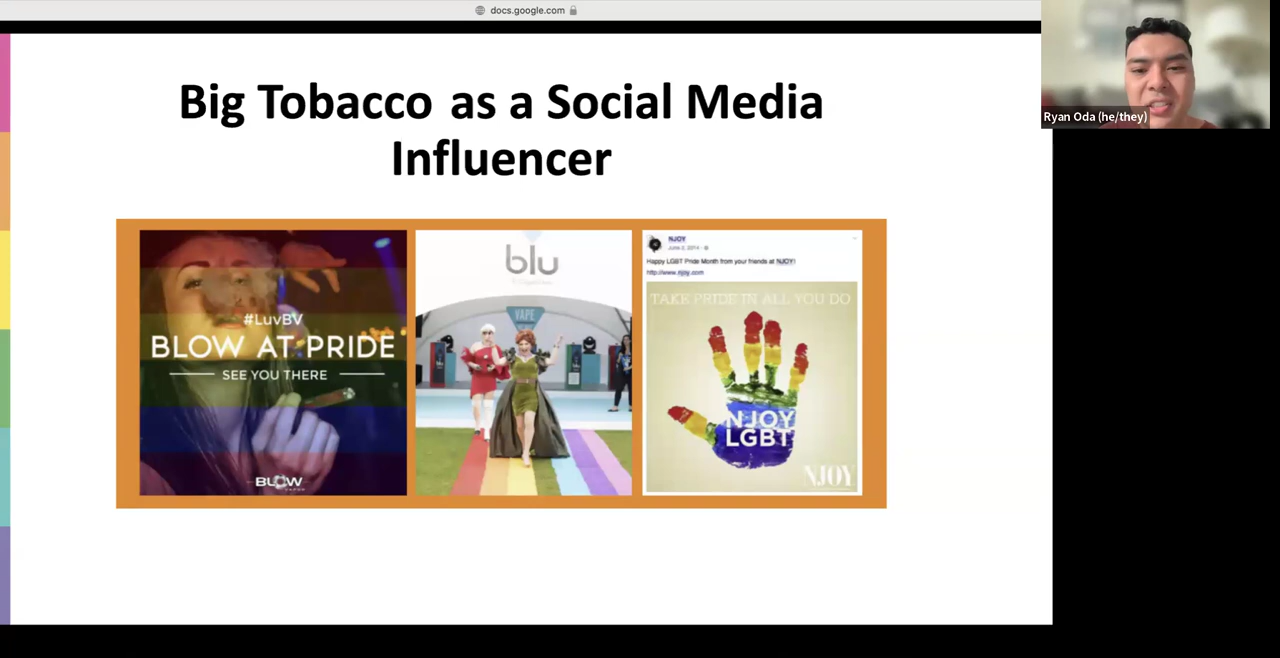 docs.google.com
Big Tobacco as a Social Media
Influencer
Ryan Oda (he/they)
#LuvBV
BLOW AT PRIDE
SEE YOU THERE
BLOW
blu
VAPE
NJOY
June 2, 2014
Happy LGBT Pride Month from your friends at NJOY!
http://www.njoy.com
TAKE PRIDE IN ALL YOU DO
NJOY
LGBT
NJOY